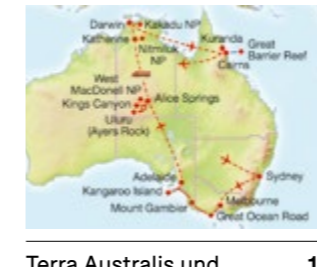 Darwin Kakadu NP
Katherine
Nitmiluk
NP
Kuranda
Great
Barrier Reef
Cairns
West
MacDonell NP
Kings Canyon
Alice Springs
Uluru
(Ayers Rock)
Adelaide
Kangaroo Island
Mount Gambier
Sydney
Melbourne
Great Ocean Road
Terra Australis und 1